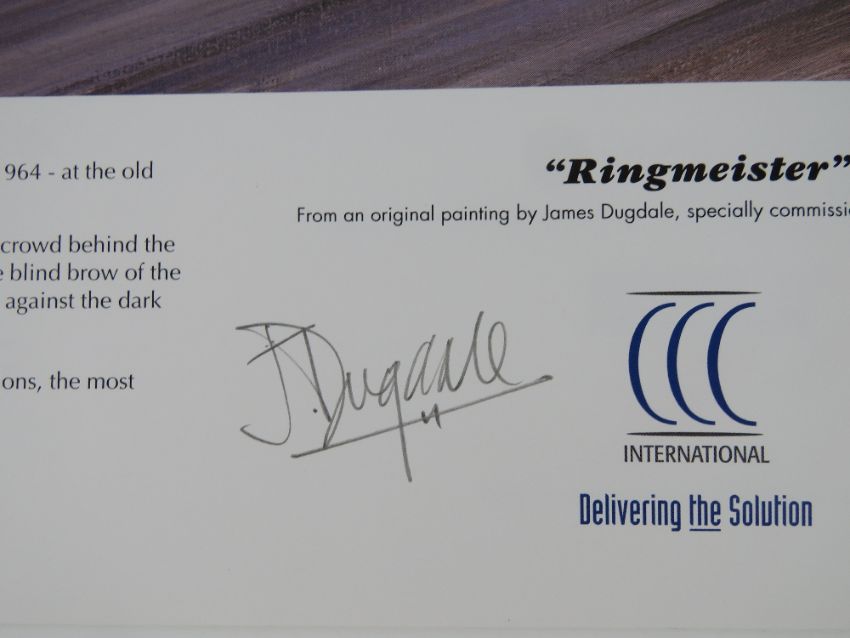 964 - at the old
crowd behind the
blind brow of the
against the dark
ons, the most
“Ringmeister”
From an original painting by James Dugdale, specially commissi
J. Dugdale
CCC
INTERNATIONAL
Delivering the Solution